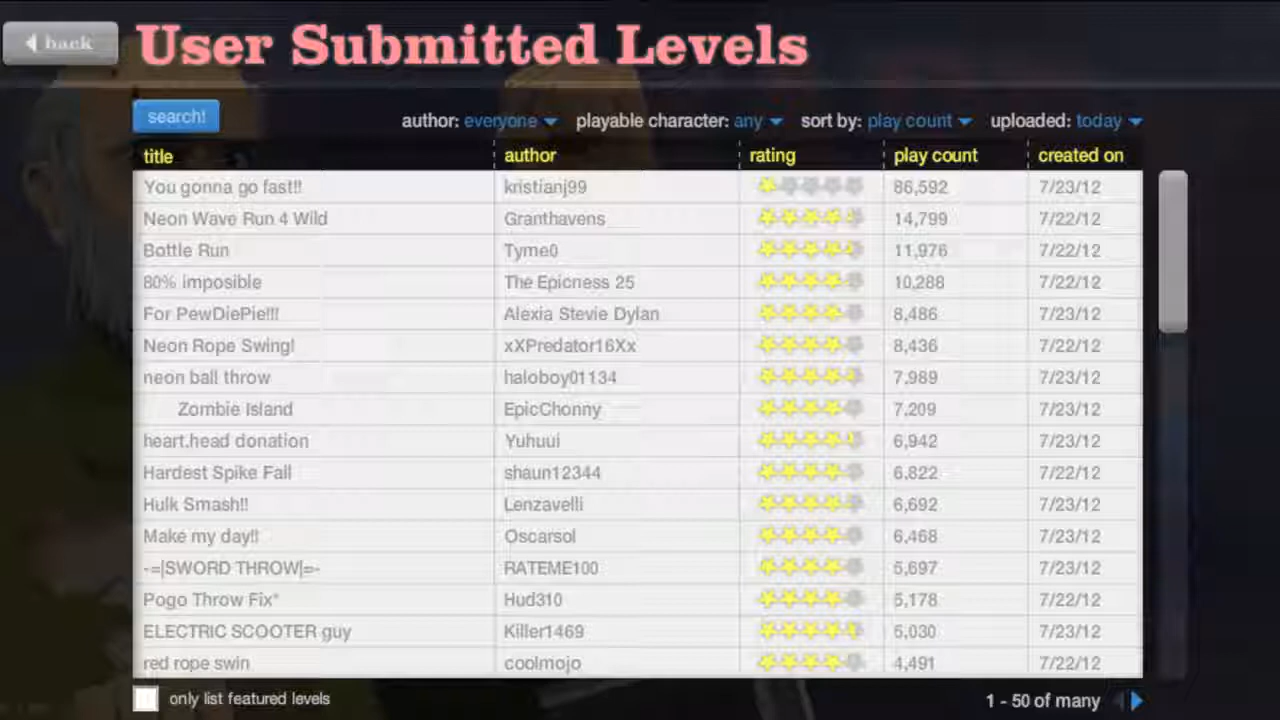 back
User Submitted Levels
search! author: everyone playable character: any sort by: play count uploaded: today
title author rating play count created on
You gonna go fast!! kristianj99 86,592 7/23/12
Neon Wave Run 4 Wild Granthavens 14,799 7/22/12
Bottle Run Tyme0 11,976 7/22/12
80% imposible The Epicness 25 10,288 7/22/12
For PewDiePie!!! Alexia Stevie Dylan 8,486 7/23/12
Neon Rope Swing! xXPredator16Xx 8,436 7/22/12
neon ball throw haloboy01134 7,989 7/23/12
Zombie Island EpicChonny 7,209 7/23/12
heart.head donation Yuhuui 6,942 7/23/12
Hardest Spike Fall shaun12344 6,822 7/22/12
Hulk Smash!! Lenzavelli 6,692 7/23/12
Make my day!! Oscarsol 6,468 7/23/12
-=|SWORD THROW|=- RATEME100 5,697 7/23/12
Pogo Throw Fix* Hud310 5,178 7/22/12
ELECTRIC SCOOTER guy Killer1469 5,030 7/23/12
red rope swin coolmojo 4,491 7/22/12
only list featured levels 1 - 50 of many